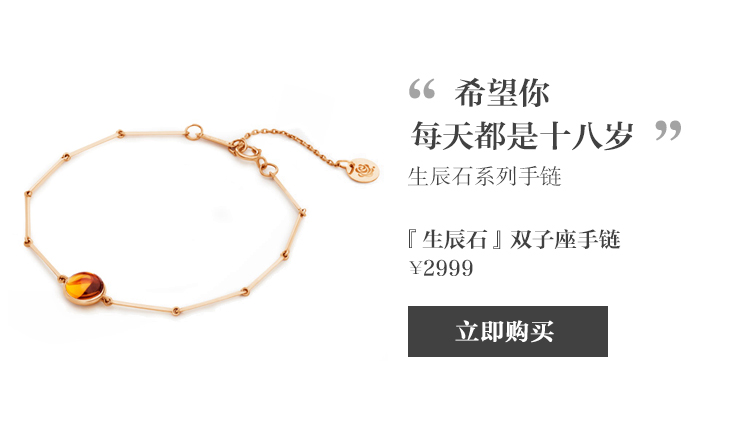 “ 希望你
每天都是十八岁 ”
生辰石系列手链
『 生辰石 』双子座手链
¥2999
立即购买